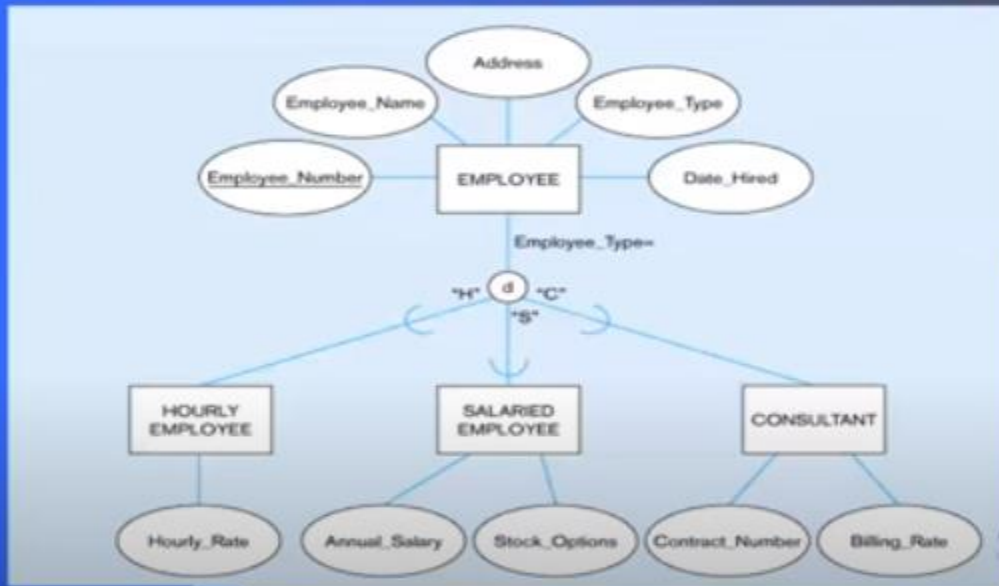 Address
Employee_Name
Employee_Type
Employee_Number
EMPLOYEE
Date_Hired
Employee_Type=
"H"
d
"C"
"S"
HOURLY
EMPLOYEE
SALARIED
EMPLOYEE
CONSULTANT
Hourly_Rate
Annual_Salary
Stock_Options
Contract_Number
Billing_Rate